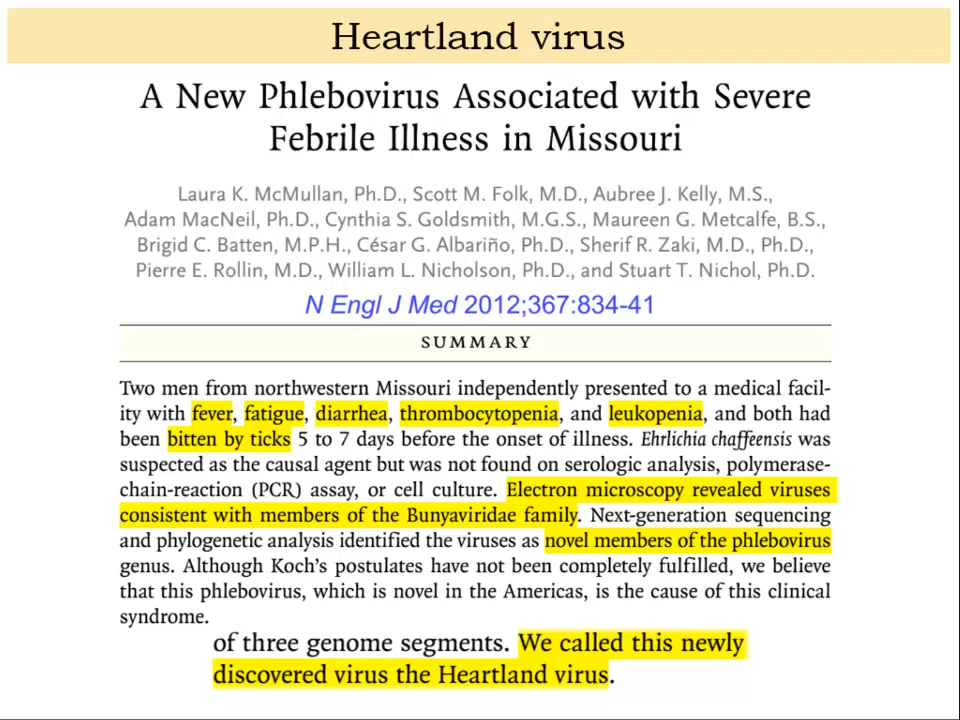 Heartland virus
A New Phlebovirus Associated with Severe
Febrile Illness in Missouri
Laura K. McMullan, Ph.D., Scott M. Folk, M.D., Aubree J. Kelly, M.S.,
Adam MacNeil, Ph.D., Cynthia S. Goldsmith, M.G.S., Maureen G. Metcalfe, B.S.,
Brigid C. Batten, M.P.H., César G. Albariño, Ph.D., Sherif R. Zaki, M.D., Ph.D.,
Pierre E. Rollin, M.D., William L. Nicholson, Ph.D., and Stuart T. Nichol, Ph.D.
N Engl J Med 2012;367:834-41
SUMMARY
Two men from northwestern Missouri independently presented to a medical facil-
ity with fever, fatigue, diarrhea, thrombocytopenia, and leukopenia, and both had
been bitten by ticks 5 to 7 days before the onset of illness. Ehrlichia chaffeensis was
suspected as the causal agent but was not found on serologic analysis, polymerase-
chain-reaction (PCR) assay, or cell culture. Electron microscopy revealed viruses
consistent with members of the Bunyaviridae family. Next-generation sequencing
and phylogenetic analysis identified the viruses as novel members of the phlebovirus
genus. Although Koch's postulates have not been completely fulfilled, we believe
that this phlebovirus, which is novel in the Americas, is the cause of this clinical
syndrome.
of three genome segments. We called this newly
discovered virus the Heartland virus.